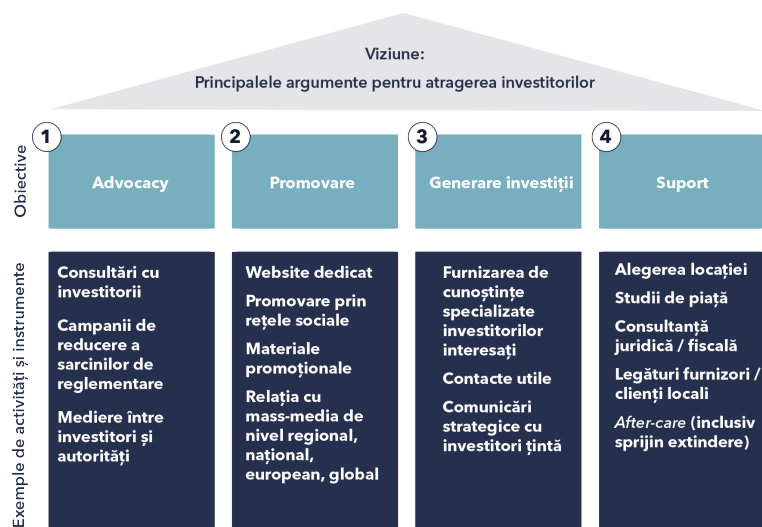 Viziune:
Principalele argumente pentru atragerea investitorilor
Obiective
1
Advocacy
2
Promovare
3
Generare investiții
4
Suport
Exemple de activități și instrumente
Consultări cu
investitorii
Campanii de
reducere a
sarcinilor de
reglementare
Mediere între
investitori și
autorități
Website dedicat
Promovare prin
rețele sociale
Materiale
promoționale
Relația cu
mass-media de
nivel regional,
național,
european, global
Furnizarea de
cunoștințe
specializate
investitorilor
interesați
Contacte utile
Comunicări
strategice cu
investitori țintă
Alegerea locației
Studii de piață
Consultanță
juridică / fiscală
Legături furnizori /
clienți locali
After-care (inclusiv
sprijin extindere)